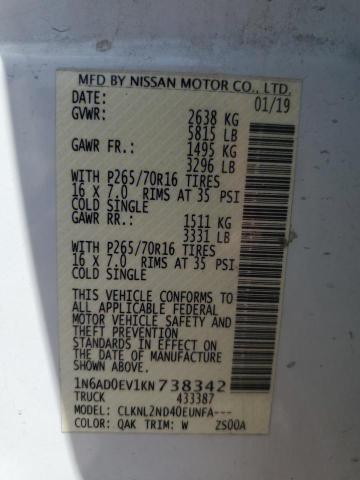 MFD BY NISSAN MOTOR CO., LTD.
DATE: 01/19
GVWR: 2638 KG
5815 LB
GAWR FR.: 1495 KG
3296 LB
WITH P265/70R16 TIRES
16 X 7.0 RIMS AT 35 PSI
COLD SINGLE
GAWR RR.: 1511 KG
3331 LB
WITH P265/70R16 TIRES
16 X 7.0 RIMS AT 35 PSI
COLD SINGLE
THIS VEHICLE CONFORMS TO
ALL APPLICABLE FEDERAL
MOTOR VEHICLE SAFETY AND
THEFT PREVENTION
STANDARDS IN EFFECT ON
THE DATE OF MANUFACTURE
SHOWN ABOVE.
1N6AD0EV1KN738342
TRUCK 433387
MODEL: CLKNL2ND40EUNFA---
COLOR: QAK TRIM: W ZS00A